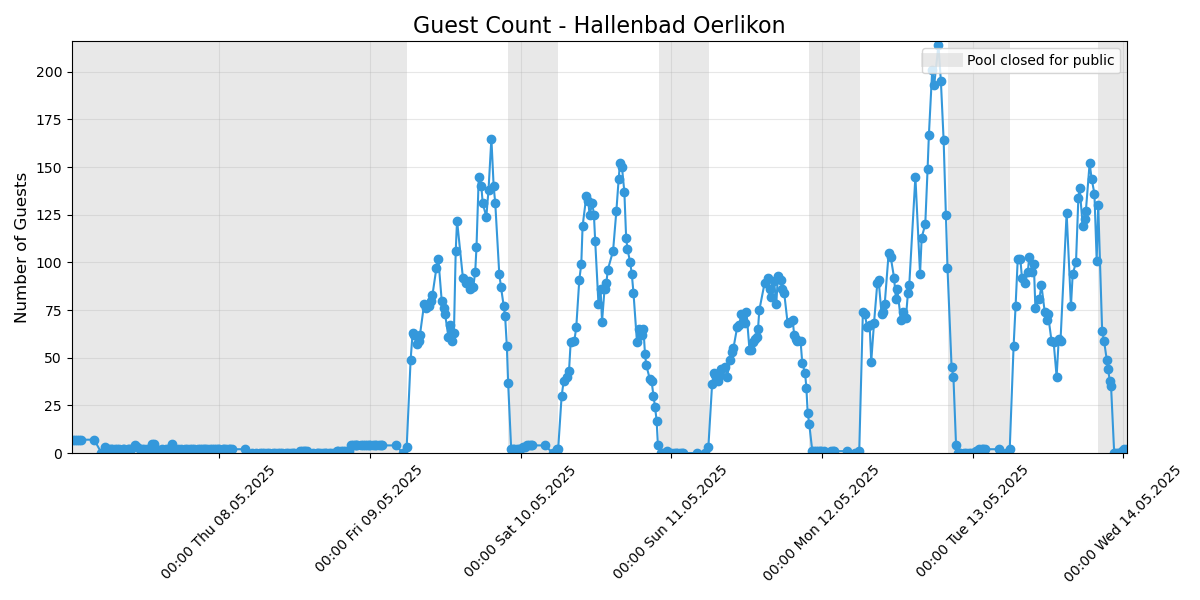 Guest Count - Hallenbad Oerlikon
Pool closed for public
Number of Guests
200
175
150
125
100
75
50
25
0
00:00 Thu 08.05.2025
00:00 Fri 09.05.2025
00:00 Sat 10.05.2025
00:00 Sun 11.05.2025
00:00 Mon 12.05.2025
00:00 Tue 13.05.2025
00:00 Wed 14.05.2025